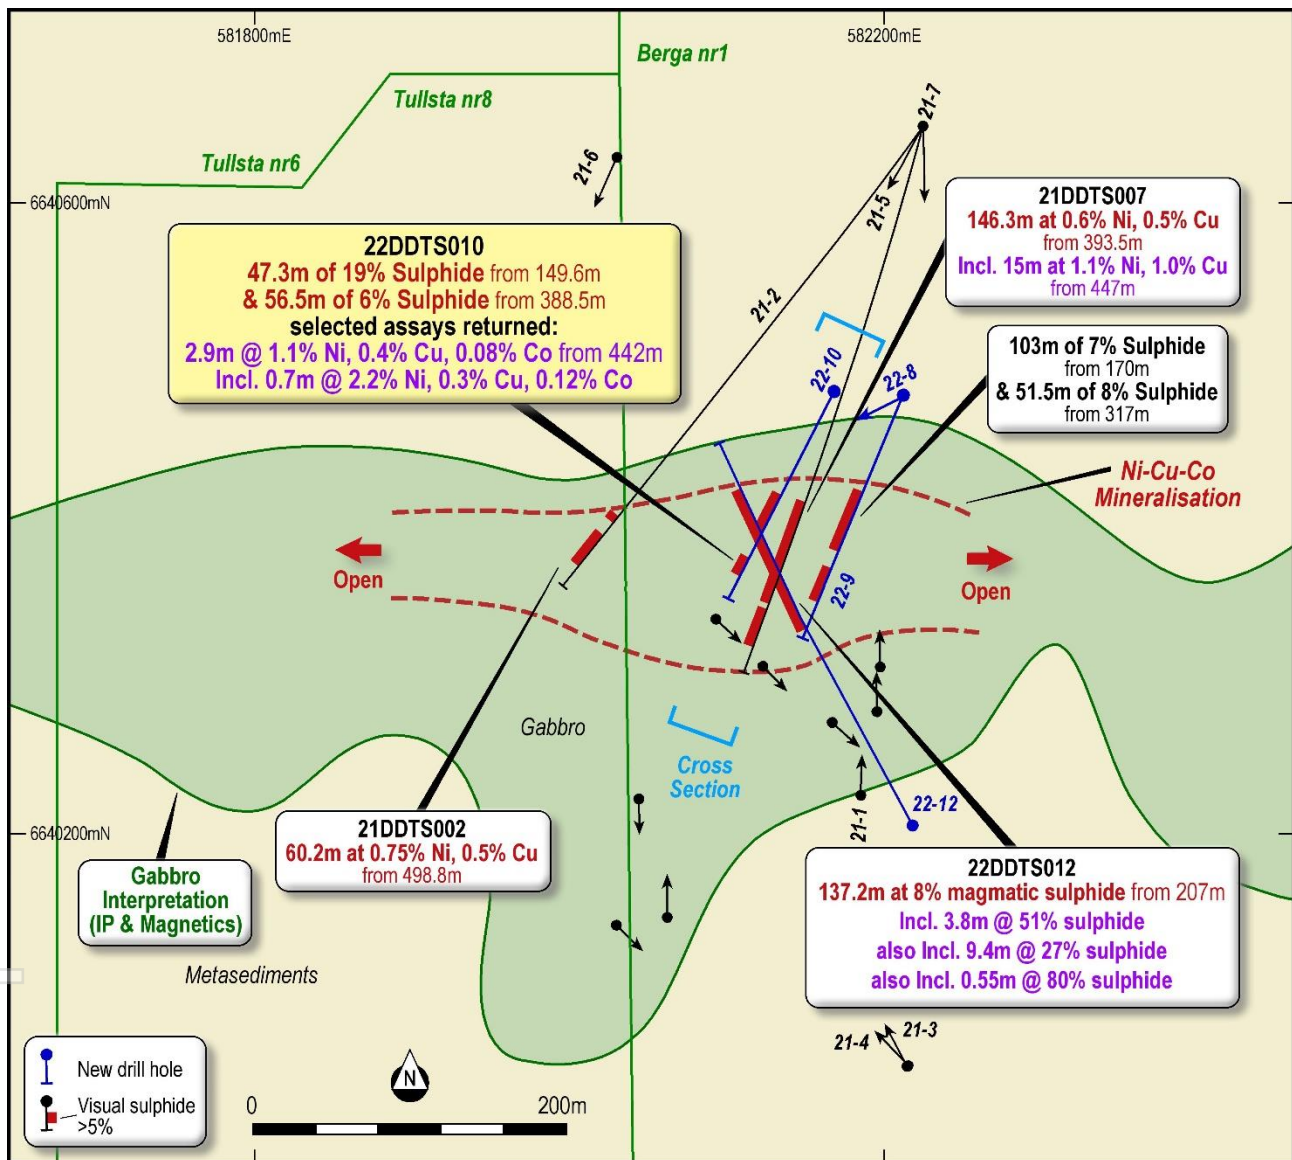 581800mE
582200mE
Berga nr1
Tullsta nr8
Tullsta nr6
21-7
21-6
21-5
21-2
6640600mN
22DDTS010
47.3m of 19% Sulphide from 149.6m
& 56.5m of 6% Sulphide from 388.5m
selected assays returned:
2.9m @ 1.1% Ni, 0.4% Cu, 0.08% Co from 442m
Incl. 0.7m @ 2.2% Ni, 0.3% Cu, 0.12% Co
21DDTS007
146.3m at 0.6% Ni, 0.5% Cu
from 393.5m
Incl. 15m at 1.1% Ni, 1.0% Cu
from 447m
103m of 7% Sulphide
from 170m
& 51.5m of 8% Sulphide
from 317m
22-10
22-8
Ni-Cu-Co
Mineralisation
Open
Open
22-9
Gabbro
Cross
Section
22-12
21-1
6640200mN
21DDTS002
60.2m at 0.75% Ni, 0.5% Cu
from 498.8m
Gabbro
Interpretation
(IP & Magnetics)
22DDTS012
137.2m at 8% magmatic sulphide from 207m
Incl. 3.8m @ 51% sulphide
also Incl. 9.4m @ 27% sulphide
also Incl. 0.55m @ 80% sulphide
Metasediments
21-3
21-4
New drill hole
Visual sulphide
>5%
N
0
200m